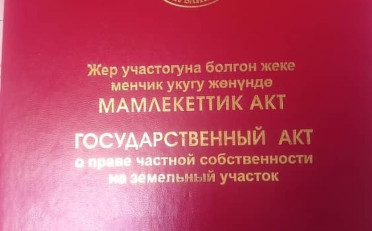 Жер участогуна болгон жеке
менчик укугу жөнүндө
МАМЛЕКЕТТИК АКТ
ГОСУДАРСТВЕННЫЙ АКТ
о праве частной собственности
на земельный участок